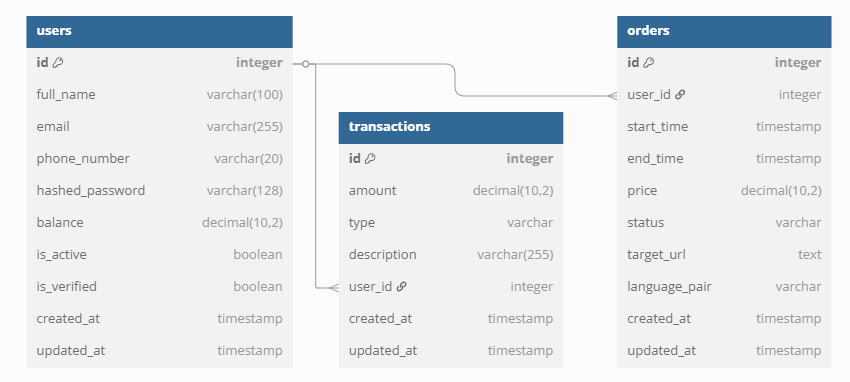 users
id integer
full_name varchar(100)
email varchar(255)
phone_number varchar(20)
hashed_password varchar(128)
balance decimal(10,2)
is_active boolean
is_verified boolean
created_at timestamp
updated_at timestamp
transactions
id integer
amount decimal(10,2)
type varchar
description varchar(255)
user_id integer
created_at timestamp
updated_at timestamp
orders
id integer
user_id integer
start_time timestamp
end_time timestamp
price decimal(10,2)
status varchar
target_url text
language_pair varchar
created_at timestamp
updated_at timestamp